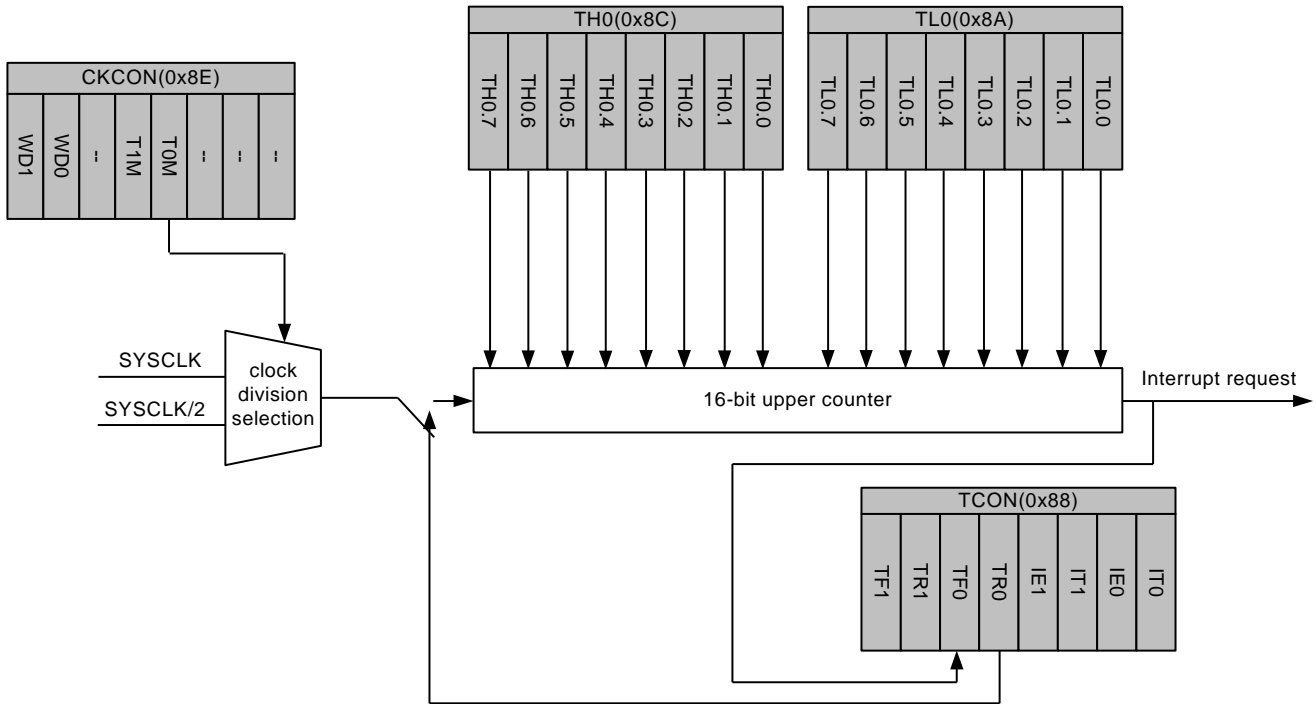 TH0(0x8C)
TH0.7
TH0.6
TH0.5
TH0.4
TH0.3
TH0.2
TH0.1
TH0.0
TL0(0x8A)
TL0.7
TL0.6
TL0.5
TL0.4
TL0.3
TL0.2
TL0.1
TL0.0
CKCON(0x8E)
WD1
WD0
--
T1M
T0M
--
--
--
SYSCLK
SYSCLK/2
clock
division
selection
16-bit upper counter
Interrupt request
TCON(0x88)
TF1
TR1
TF0
TR0
IE1
IT1
IE0
IT0